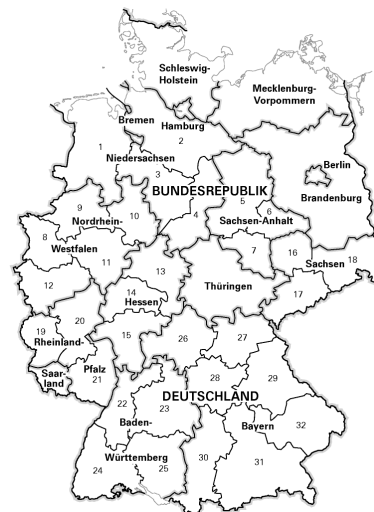 Schleswig-
Holstein
Mecklenburg-
Vorpommern
Bremen
Hamburg
1
2
Niedersachsen
3
Berlin
BUNDESREPUBLIK
Brandenburg
4
5
6
Sachsen-Anhalt
9
10
Nordrhein-
8
Westfalen
7
16
Sachsen
18
11
12
13
14
Hessen
Thüringen
17
19
20
Rheinland-
15
26
27
Saar-
land
Pfalz
21
28
29
DEUTSCHLAND
22
23
Baden-
Bayern
32
Württemberg
24
25
30
31